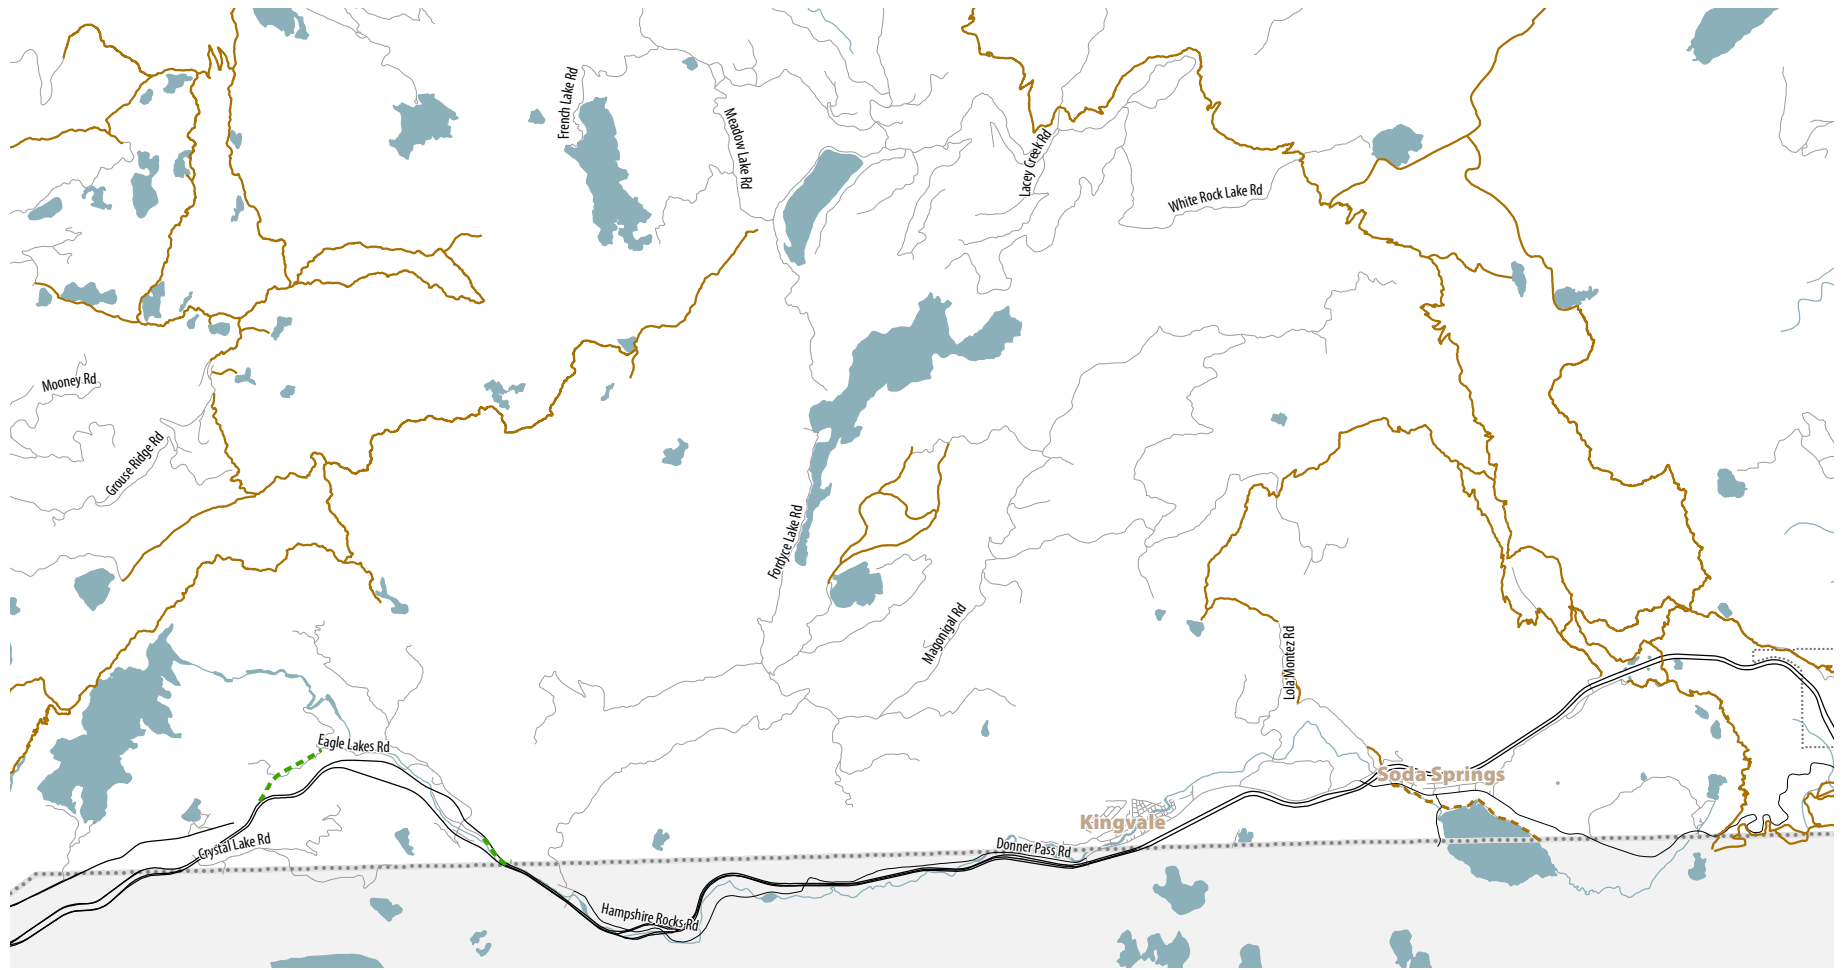 French Lake Rd
Meadow Lake Rd
Lacey Creek Rd
White Rock Lake Rd
Mooney Rd
Grouse Ridge Rd
Fordyce Lake Rd
Magonigal Rd
Lola Montez Rd
Eagle Lakes Rd
Soda Springs
Kingvale
Crystal Lake Rd
Donner Pass Rd
Hampshire Rocks Rd